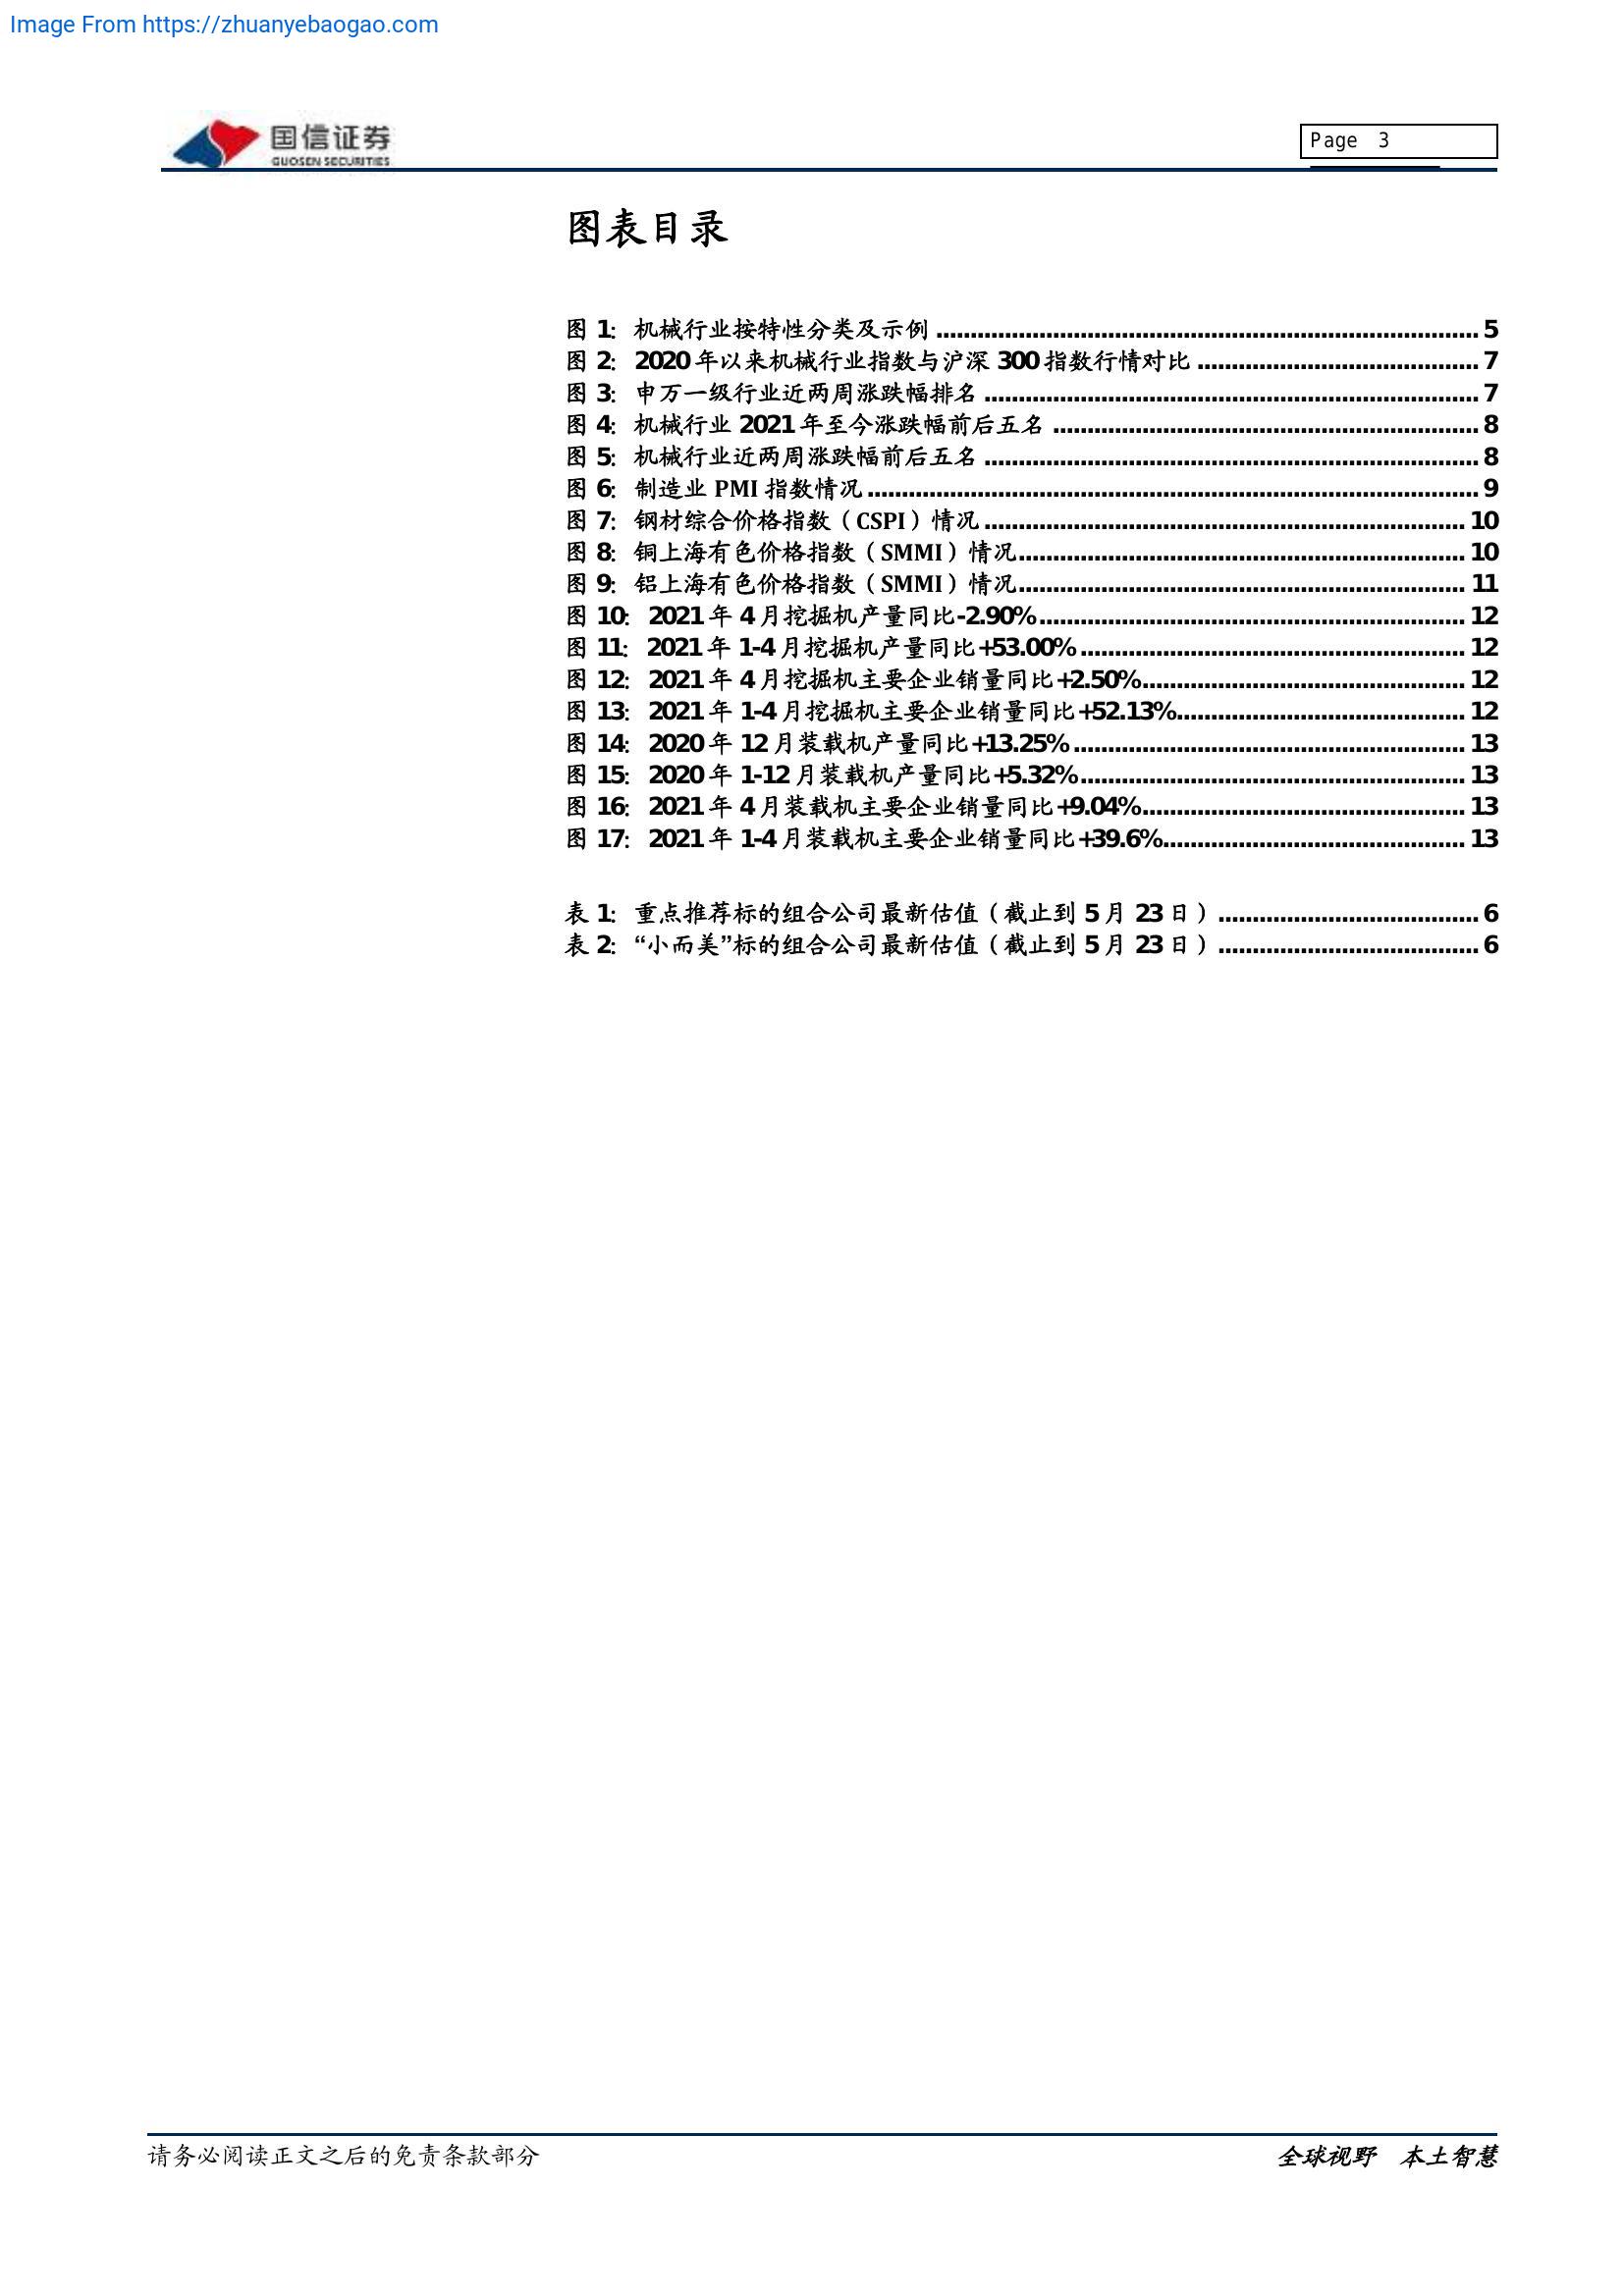 Image From https://zhuanyebaogao.com
国信证券
GUOSEN SECURITIES
Page 3
图表目录
图 1: 机械行业按特性分类及示例 ........ 5
图 2: 2020 年以来机械行业指数与沪深 300 指数行情对比 ........ 7
图 3: 申万一级行业近两周涨跌幅排名 ........ 7
图 4: 机械行业 2021 年至今涨跌幅前后五名 ........ 8
图 5: 机械行业近两周涨跌幅前后五名 ........ 8
图 6: 制造业 PMI 指数情况 ........ 9
图 7: 钢材综合价格指数（CSPI）情况 ........ 10
图 8: 铜上海有色价格指数（SMMI）情况 ........ 10
图 9: 铝上海有色价格指数（SMMI）情况 ........ 11
图 10: 2021 年 4 月挖掘机产量同比-2.90% ........ 12
图 11: 2021 年 1-4 月挖掘机产量同比+53.00% ........ 12
图 12: 2021 年 4 月挖掘机主要企业销量同比+2.50% ........ 12
图 13: 2021 年 1-4 月挖掘机主要企业销量同比+52.13% ........ 12
图 14: 2020 年 12 月装载机产量同比+13.25% ........ 13
图 15: 2020 年 1-12 月装载机产量同比+5.32% ........ 13
图 16: 2021 年 4 月装载机主要企业销量同比+9.04% ........ 13
图 17: 2021 年 1-4 月装载机主要企业销量同比+39.6% ........ 13
表 1: 重点推荐标的组合公司最新估值（截止到 5 月 23 日） ........ 6
表 2: “小而美”标的组合公司最新估值（截止到 5 月 23 日） ........ 6
请务必阅读正文之后的免责条款部分
全球视野 本土智慧